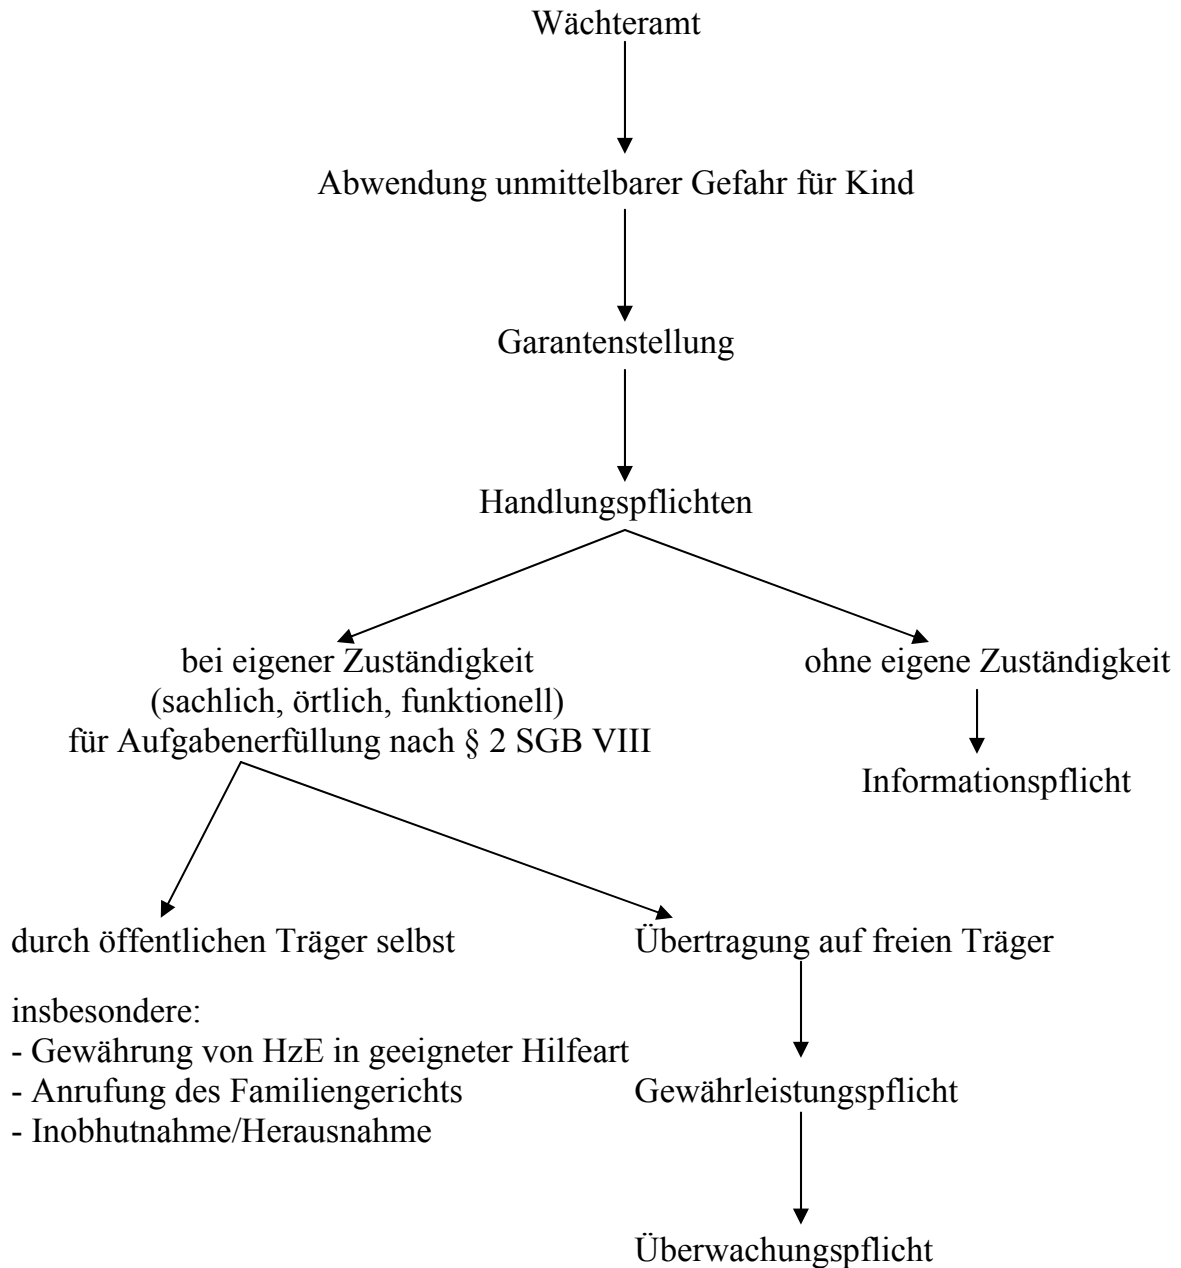 Wächteramt
Abwendung unmittelbarer Gefahr für Kind
Garantenstellung
Handlungspflichten
bei eigener Zuständigkeit
(sachlich, örtlich, funktionell)
für Aufgabenerfüllung nach § 2 SGB VIII
ohne eigene Zuständigkeit
Informationspflicht
durch öffentlichen Träger selbst
insbesondere:
- Gewährung von HzE in geeigneter Hilfeart
- Anrufung des Familiengerichts
- Inobhutnahme/Herausnahme
Übertragung auf freien Träger
Gewährleistungspflicht
Überwachungspflicht